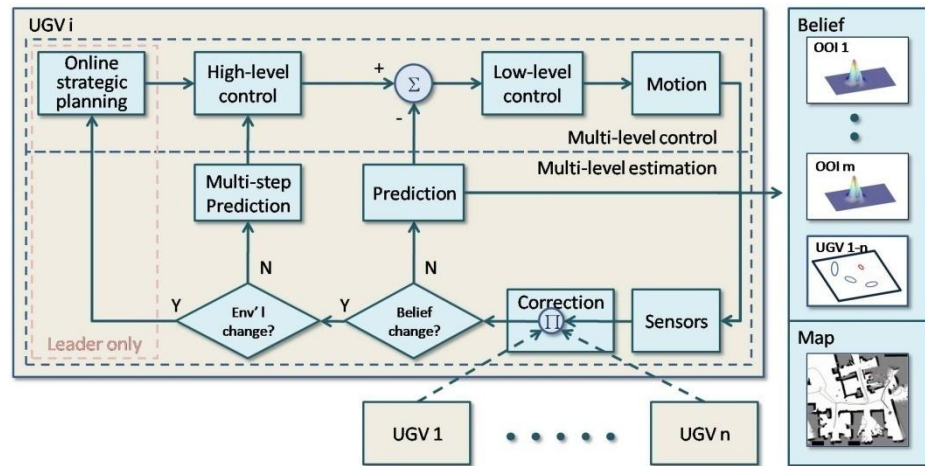 UGV i
Online
strategic
planning
High-level
control
+
Σ
-
Low-level
control
Motion
Multi-level control
Multi-level estimation
Multi-step
Prediction
Prediction
N
N
Y
Env' l
change?
Y
Belief
change?
Correction
∏
Sensors
Leader only
UGV 1
UGV n
Belief
OOI 1
OOI m
UGV 1-n
Map